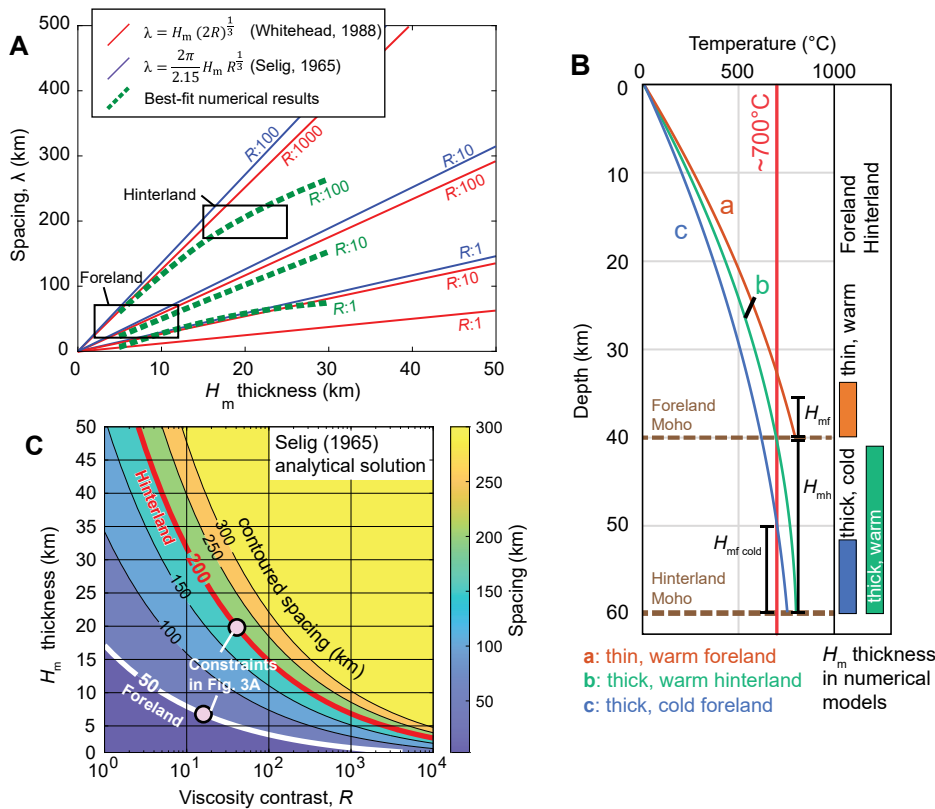 A
λ = Hm (2R)^1/3 (Whitehead, 1988)
λ = 2π/2.15 Hm R^1/3 (Selig, 1965)
Best-fit numerical results
Spacing, λ (km)
500
400
300
200
100
0
R:100
R:1000
R:10
R:100
R:100
R:10
R:1
R:10
R:1
R:1
Hinterland
Foreland
0 10 20 30 40 50
Hm thickness (km)
B
Temperature (°C)
0 500 1000
Depth (km)
0
10
20
30
40
50
60
~700°C
a
b
c
Foreland
Hinterland
thin, warm
thick, cold
thick, warm
Foreland
Moho
Hinterland
Moho
Hmf
Hmh
Hmf cold
a: thin, warm foreland
b: thick, warm hinterland
c: thick, cold foreland
Hm thickness
in numerical
models
C
Selig (1965)
analytical solution
Hm thickness (km)
50
45
40
35
30
25
20
15
10
5
0
Hinterland
200
contoured spacing (km)
300
250
150
100
50
Foreland
Constraints
in Fig. 3A
10^0 10^1 10^2 10^3 10^4
Viscosity contrast, R
300
250
200
150
100
50
Spacing (km)